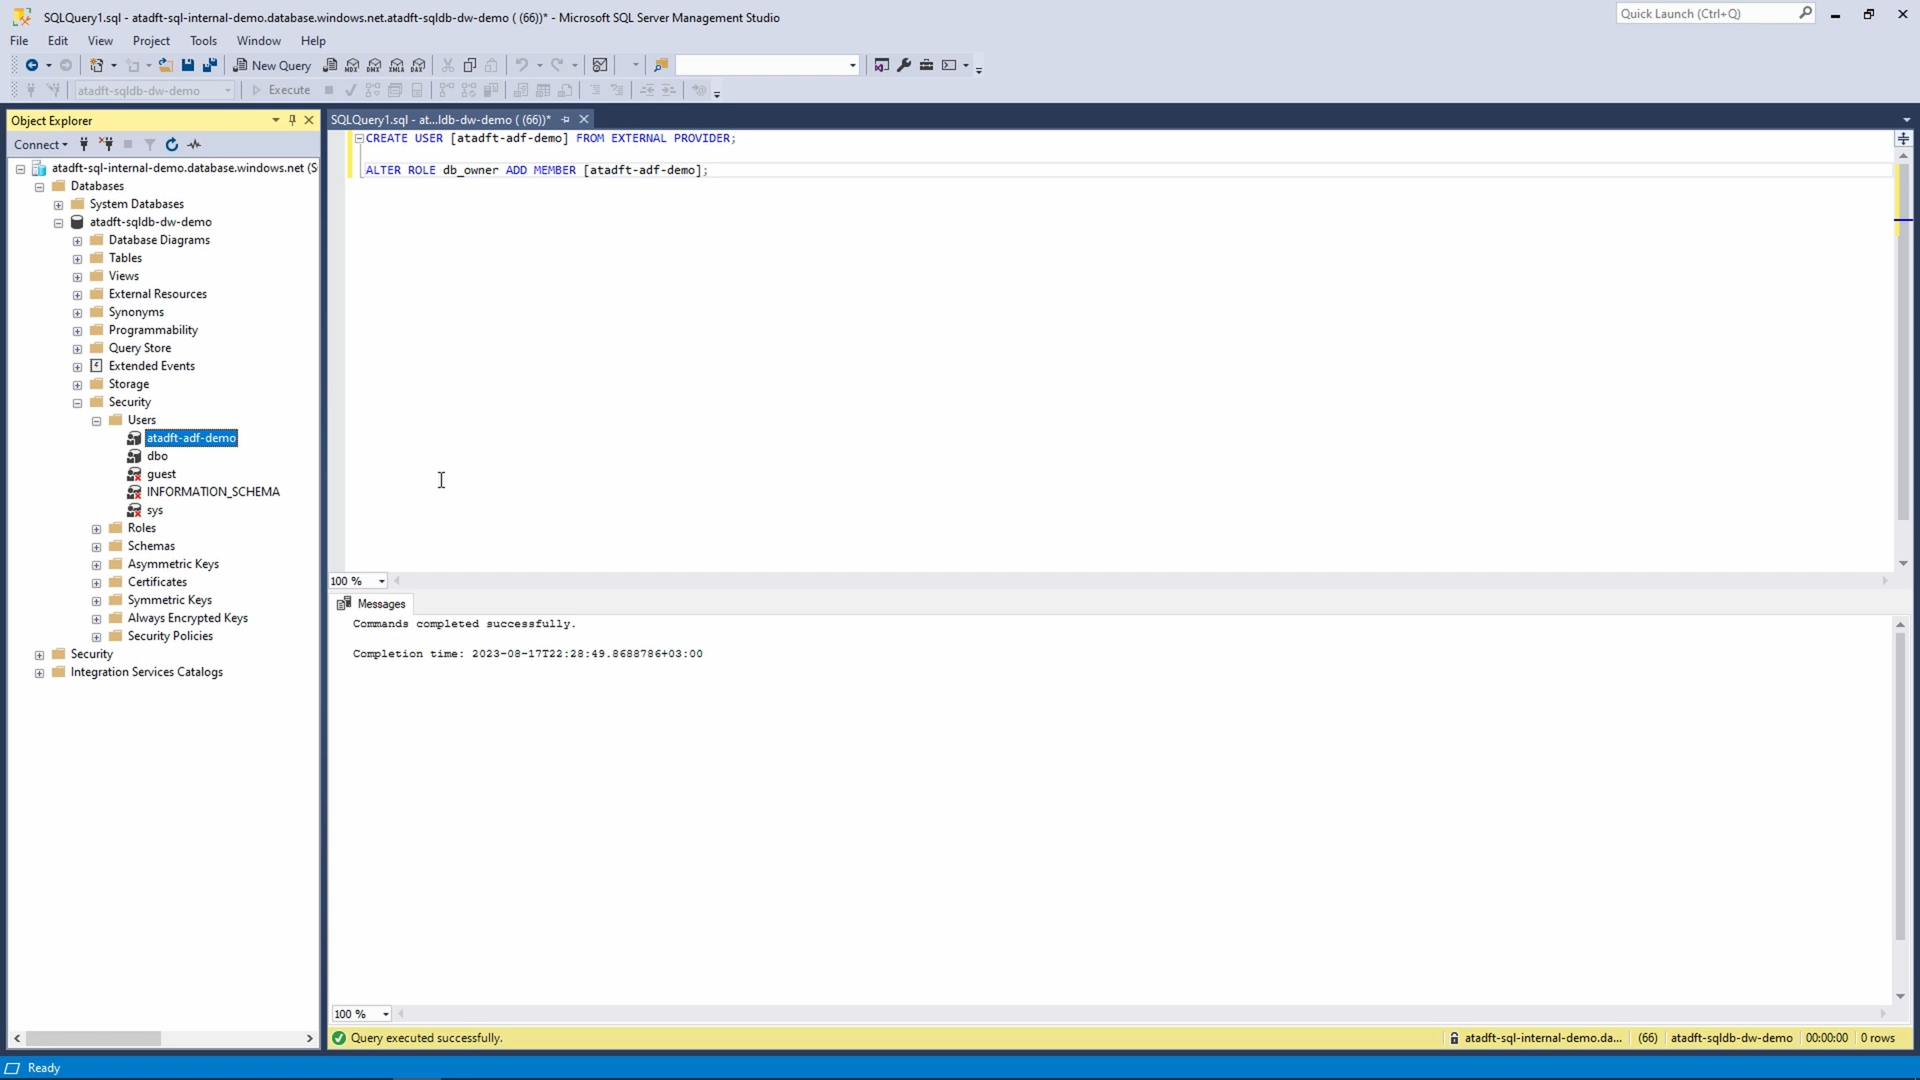 SQLQuery1.sql - atadft-sql-internal-demo.database.windows.net.atadft-sqldb-dw-demo ( (66))* - Microsoft SQL Server Management Studio
Quick Launch (Ctrl+Q)
File Edit View Project Tools Window Help
New Query
atadft-sqldb-dw-demo
Execute
Object Explorer
SQLQuery1.sql - at...ldb-dw-demo ( (66))*
Connect
CREATE USER [atadft-adf-demo] FROM EXTERNAL PROVIDER;
ALTER ROLE db_owner ADD MEMBER [atadft-adf-demo];
atadft-sql-internal-demo.database.windows.net (S
Databases
System Databases
atadft-sqldb-dw-demo
Database Diagrams
Tables
Views
External Resources
Synonyms
Programmability
Query Store
Extended Events
Storage
Security
Users
atadft-adf-demo
dbo
guest
INFORMATION_SCHEMA
sys
Roles
Schemas
Asymmetric Keys
Certificates
Symmetric Keys
Always Encrypted Keys
Security Policies
Security
Integration Services Catalogs
100 %
Messages
Commands completed successfully.
Completion time: 2023-08-17T22:28:49.8688786+03:00
100 %
Query executed successfully.
atadft-sql-internal-demo.da... (66) atadft-sqldb-dw-demo 00:00:00 0 rows
Ready